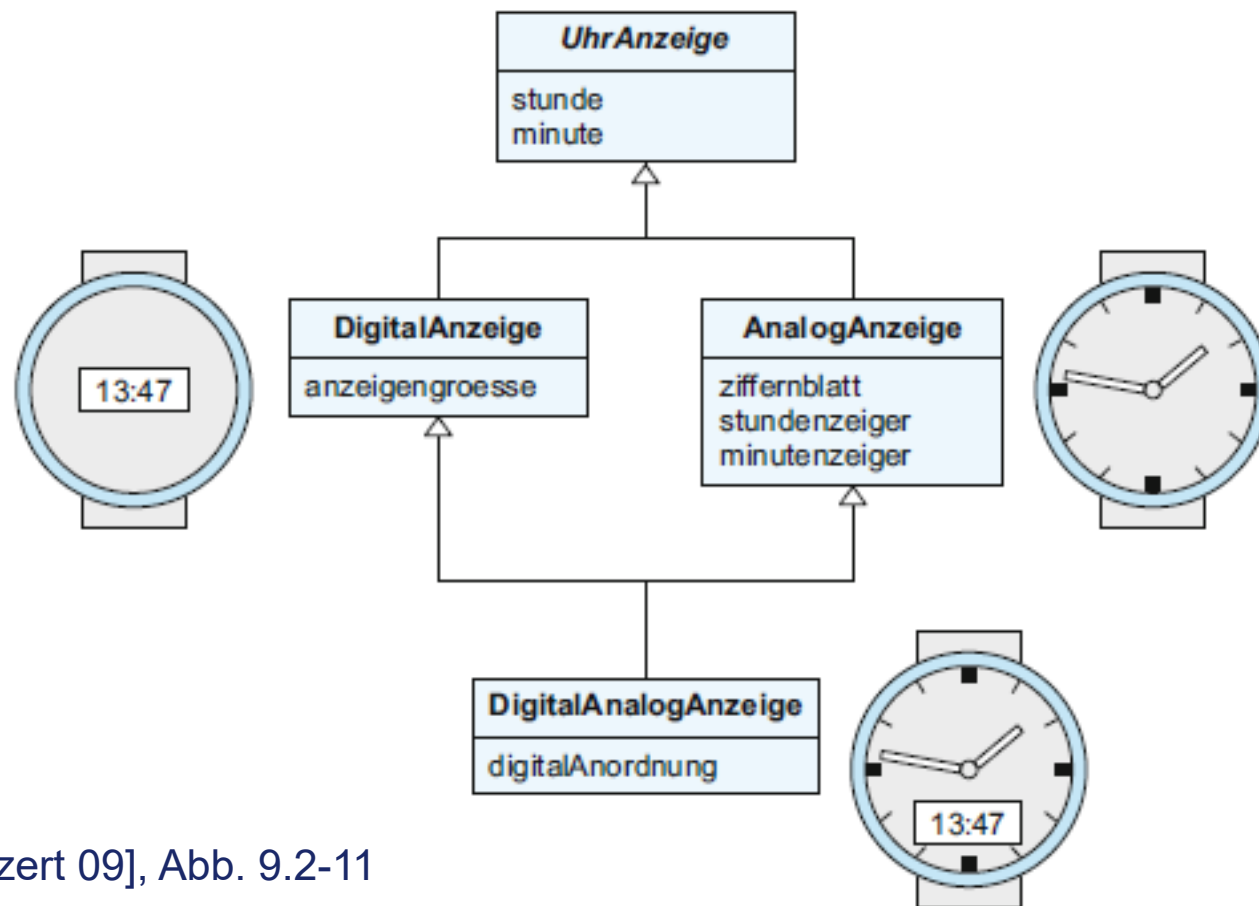 UhrAnzeige
stunde
minute
DigitalAnzeige
anzeigengroesse
AnalogAnzeige
ziffernblatt
stundenzeiger
minutenzeiger
13:47
DigitalAnalogAnzeige
digitalAnordnung
13:47
zert 09], Abb. 9.2-11